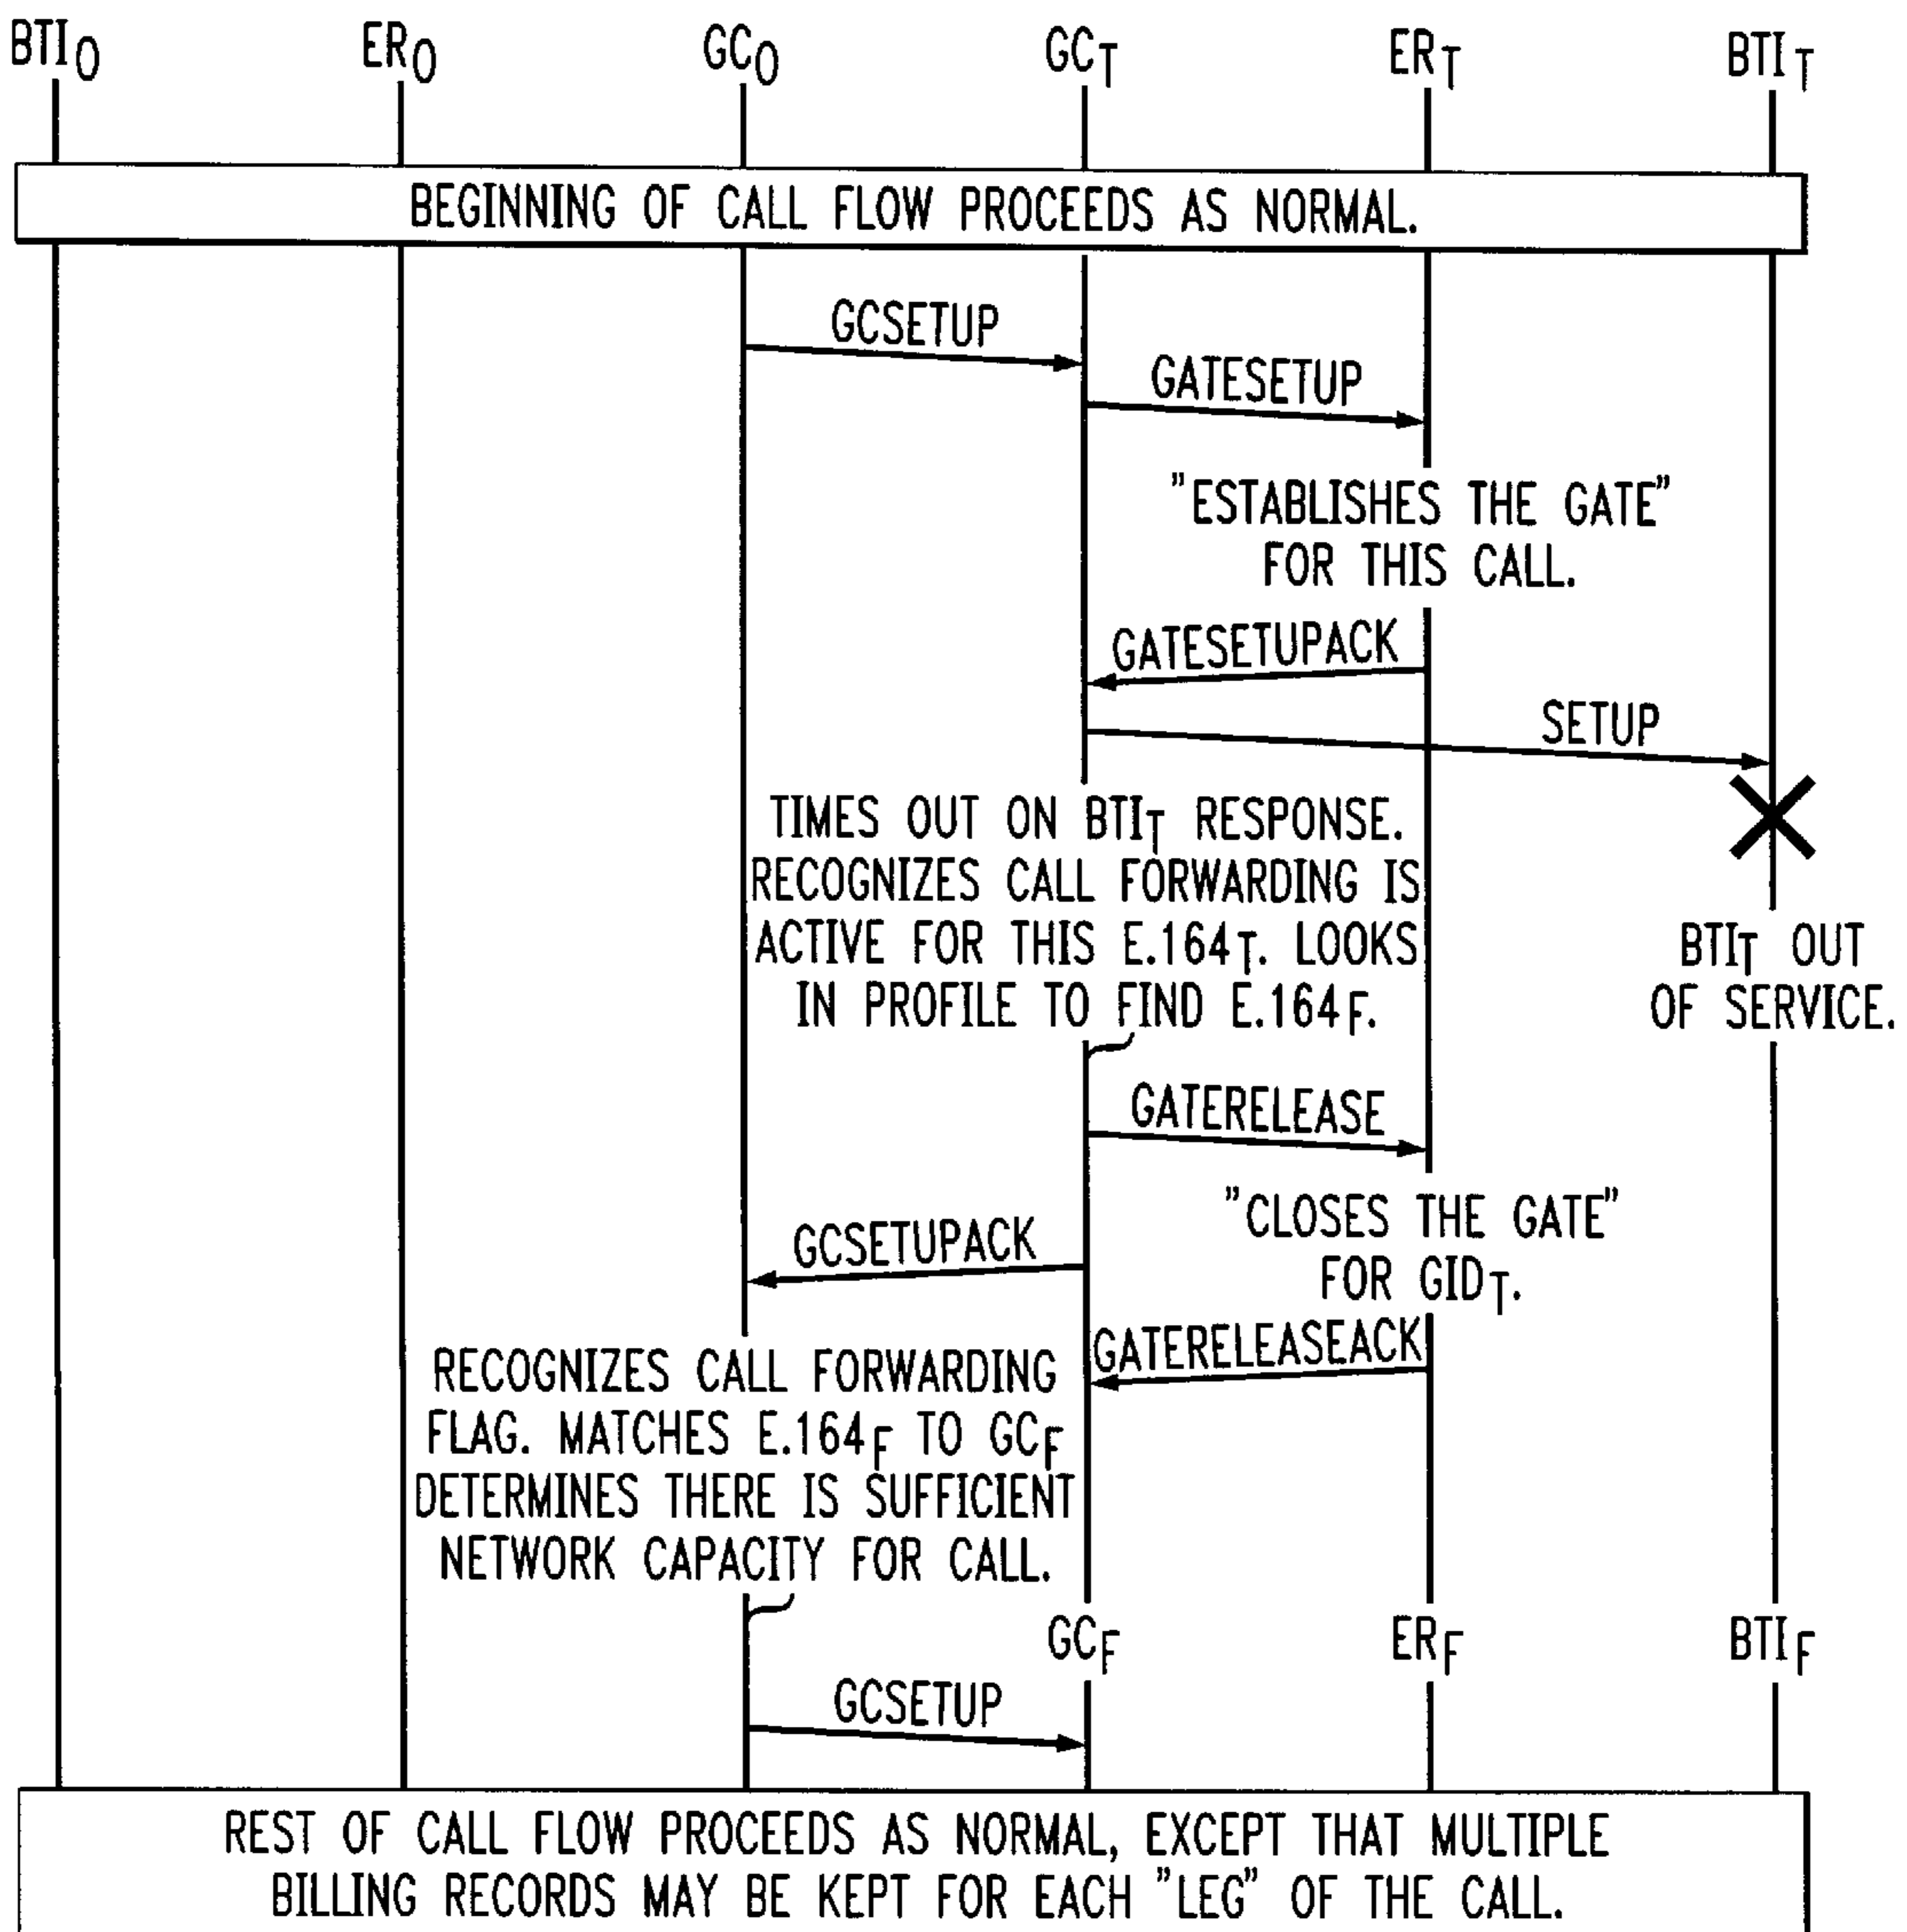 BTIO ERO GCO GCT ERT BTIT
BEGINNING OF CALL FLOW PROCEEDS AS NORMAL.
GCSETUP
GATESETUP
"ESTABLISHES THE GATE"
FOR THIS CALL.
GATESETUPACK
SETUP
TIMES OUT ON BTIT RESPONSE.
RECOGNIZES CALL FORWARDING IS
ACTIVE FOR THIS E.164T. LOOKS
IN PROFILE TO FIND E.164F.
BTIT OUT
OF SERVICE.
GATERELEASE
"CLOSES THE GATE"
FOR GIDT.
GCSETUPACK
GATERELEASEACK
RECOGNIZES CALL FORWARDING
FLAG. MATCHES E.164F TO GCF
DETERMINES THERE IS SUFFICIENT
NETWORK CAPACITY FOR CALL.
GCF ERF BTIF
GCSETUP
REST OF CALL FLOW PROCEEDS AS NORMAL, EXCEPT THAT MULTIPLE
BILLING RECORDS MAY BE KEPT FOR EACH "LEG" OF THE CALL.